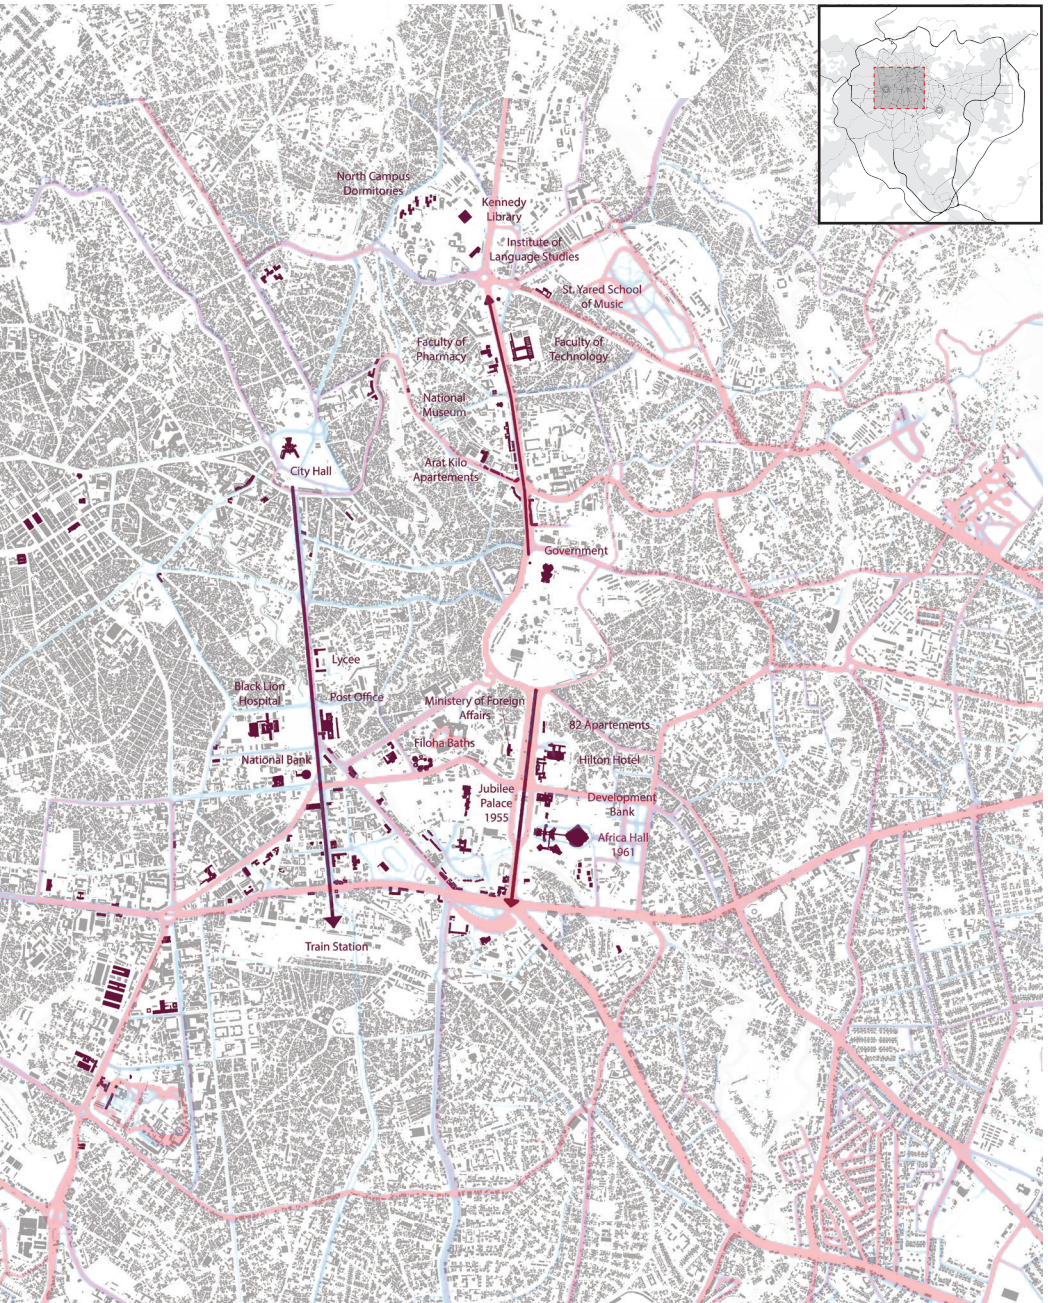 North Campus
Dormitories
Kennedy
Library
Institute of
Language Studies
St. Yared School
of Music
Faculty of
Pharmacy
Faculty of
Technology
National
Museum
Arat Kilo
Apartements
City Hall
Government
Lycee
Black Lion
Hospital
Post Office
Ministery of Foreign
Affairs
82 Apartements
Filoha Baths
National Bank
Hilton Hotel
Jubilee
Palace
1955
Development
Bank
Africa Hall
1961
Train Station